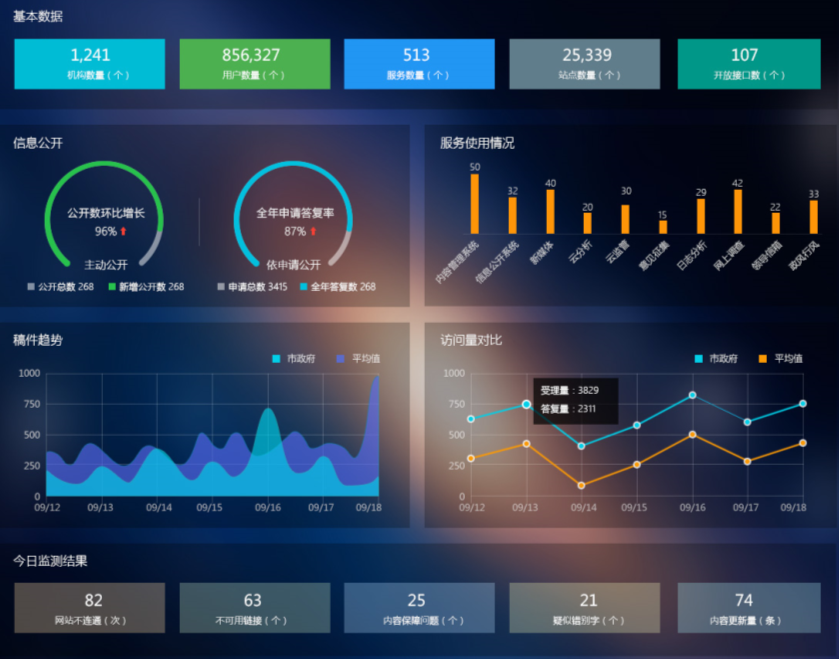 基本数据
1,241
机构数量（个）
856,327
用户数量（个）
513
服务数量（个）
25,339
站点数量（个）
107
开放接口数（个）
信息公开
公开数环比增长
96%
主动公开
公开总数 268
新增公开数 268
全年申请答复率
87%
依申请公开
申请总数 3415
全年答复数 268
服务使用情况
50
32
40
20
30
15
29
42
22
33
内容管理系统
信息公开系统
新媒体
云分析
云监管
意见征集
日志分析
网上调查
领导信箱
政风行风
稿件趋势
市政府
平均值
1000
750
500
250
0
09/12
09/13
09/14
09/15
09/16
09/17
09/18
访问量对比
市政府
平均值
受理量：3829
答复量：2311
1000
750
500
250
0
09/12
09/13
09/14
09/15
09/16
09/17
09/18
今日监测结果
82
网站不连通（次）
63
不可用链接（个）
25
内容保障问题（个）
21
疑似错别字（个）
74
内容更新量（条）